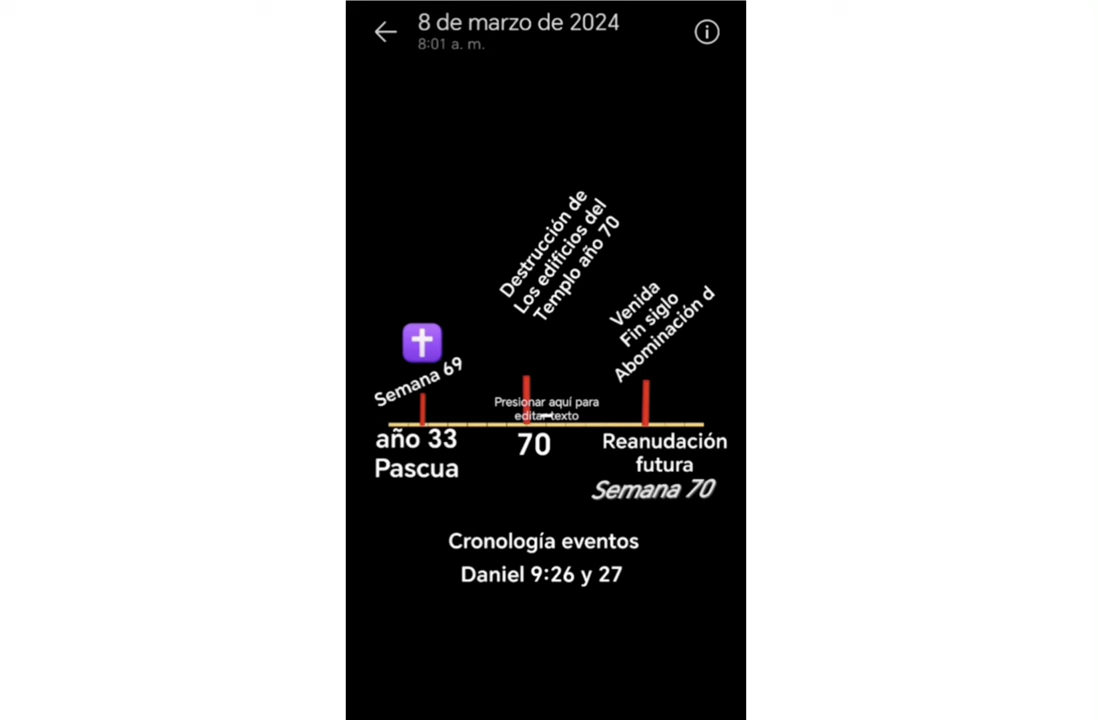 8 de marzo de 2024
8:01 a. m.
Destrucción de
Los edificios del
Templo año 70
Venida
Fin siglo
Abominación d
Semana 69
Presionar aquí para
editar texto
año 33
Pascua
70
Reanudación
futura
Semana 70
Cronología eventos
Daniel 9:26 y 27